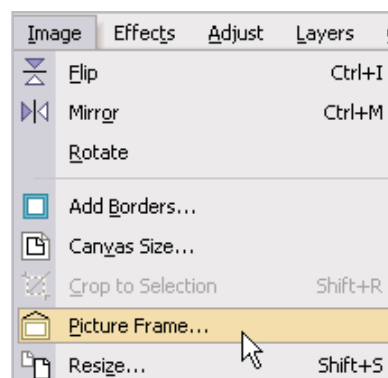 Image Effects Adjust Layers
Flip Ctrl+I
Mirror Ctrl+M
Rotate
Add Borders...
Canvas Size...
Crop to Selection Shift+R
Picture Frame...
Resize... Shift+S